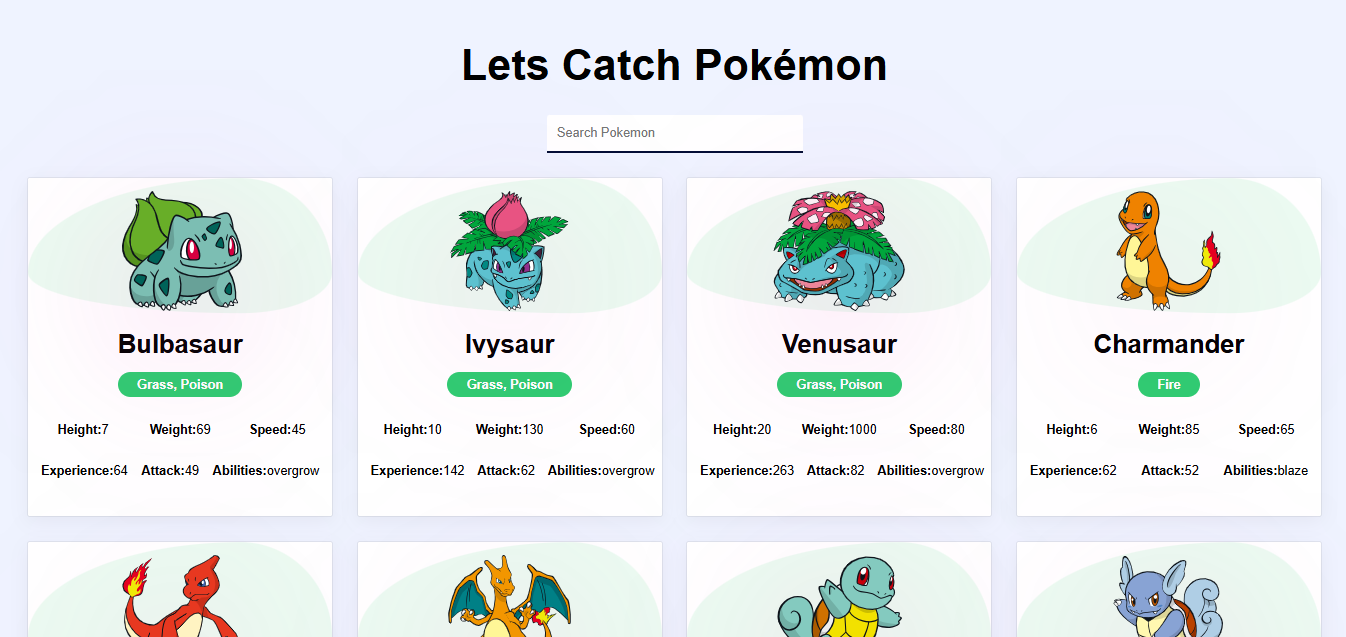 Lets Catch Pokémon
Search Pokemon
Bulbasaur
Grass, Poison
Height:7 Weight:69 Speed:45
Experience:64 Attack:49 Abilities:overgrow
Ivysaur
Grass, Poison
Height:10 Weight:130 Speed:60
Experience:142 Attack:62 Abilities:overgrow
Venusaur
Grass, Poison
Height:20 Weight:1000 Speed:80
Experience:263 Attack:82 Abilities:overgrow
Charmander
Fire
Height:6 Weight:85 Speed:65
Experience:62 Attack:52 Abilities:blaze